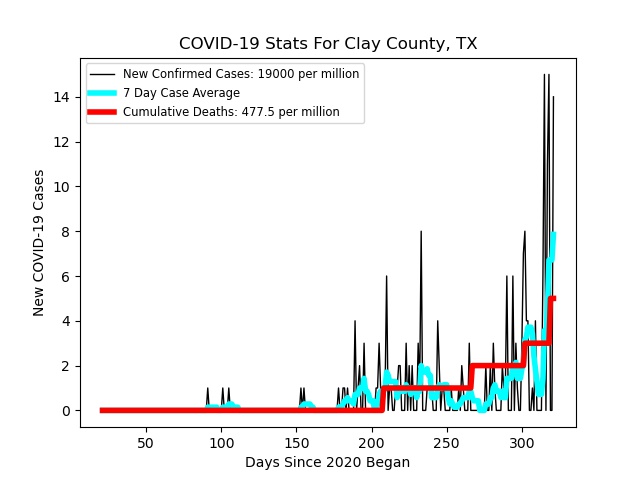 COVID-19 Stats For Clay County, TX
New Confirmed Cases: 19000 per million
7 Day Case Average
Cumulative Deaths: 477.5 per million
New COVID-19 Cases
14
12
10
8
6
4
2
0
50 100 150 200 250 300
Days Since 2020 Began